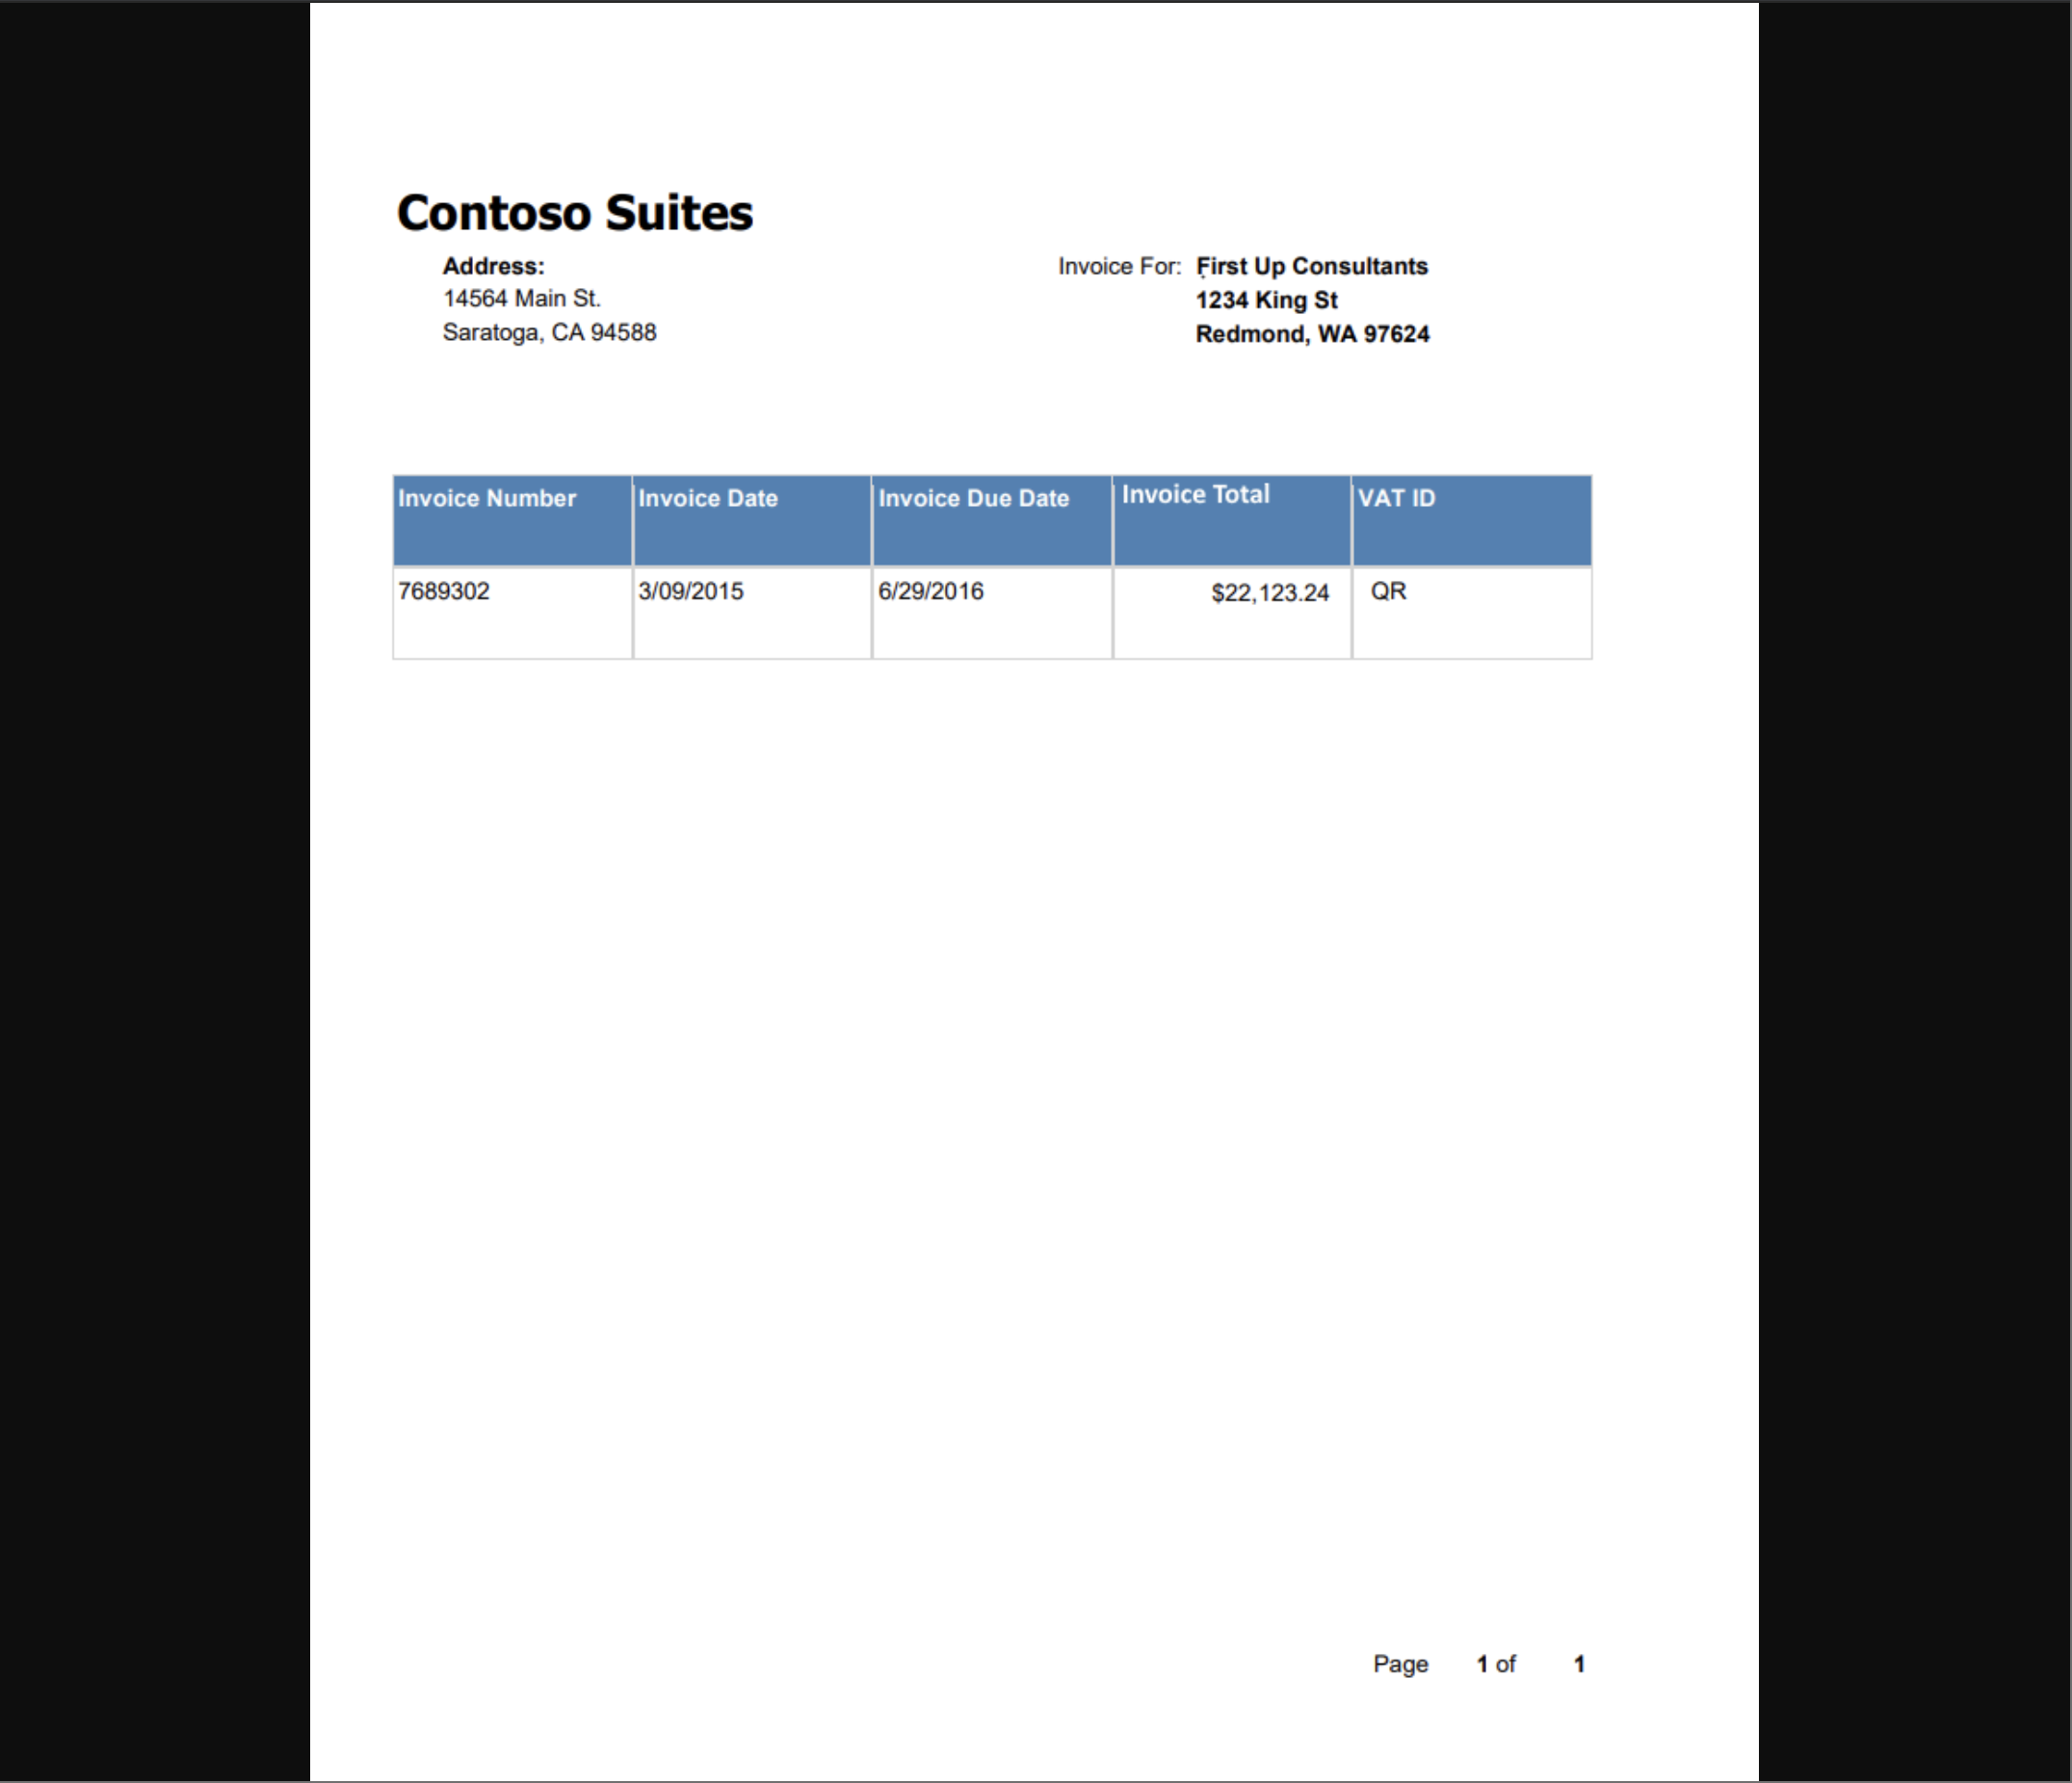 Contoso Suites
Address:
14564 Main St.
Saratoga, CA 94588
Invoice For: First Up Consultants
1234 King St
Redmond, WA 97624
Invoice Number Invoice Date Invoice Due Date Invoice Total VAT ID
7689302 3/09/2015 6/29/2016 $22,123.24 QR
Page 1 of 1